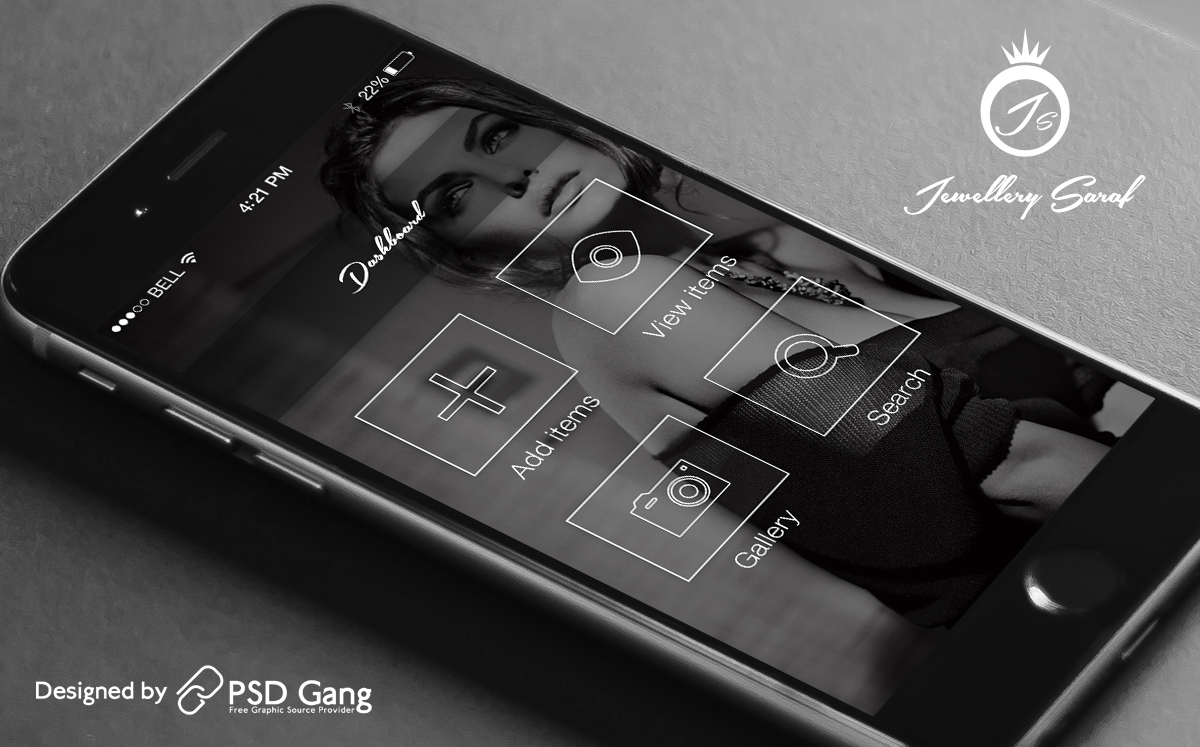 Js
Jewellery Saraf
BELL 4:21 PM 22%
Dashboard
Add items
View items
Gallery
Search
Designed by PSD Gang
Free Graphic Source Provider